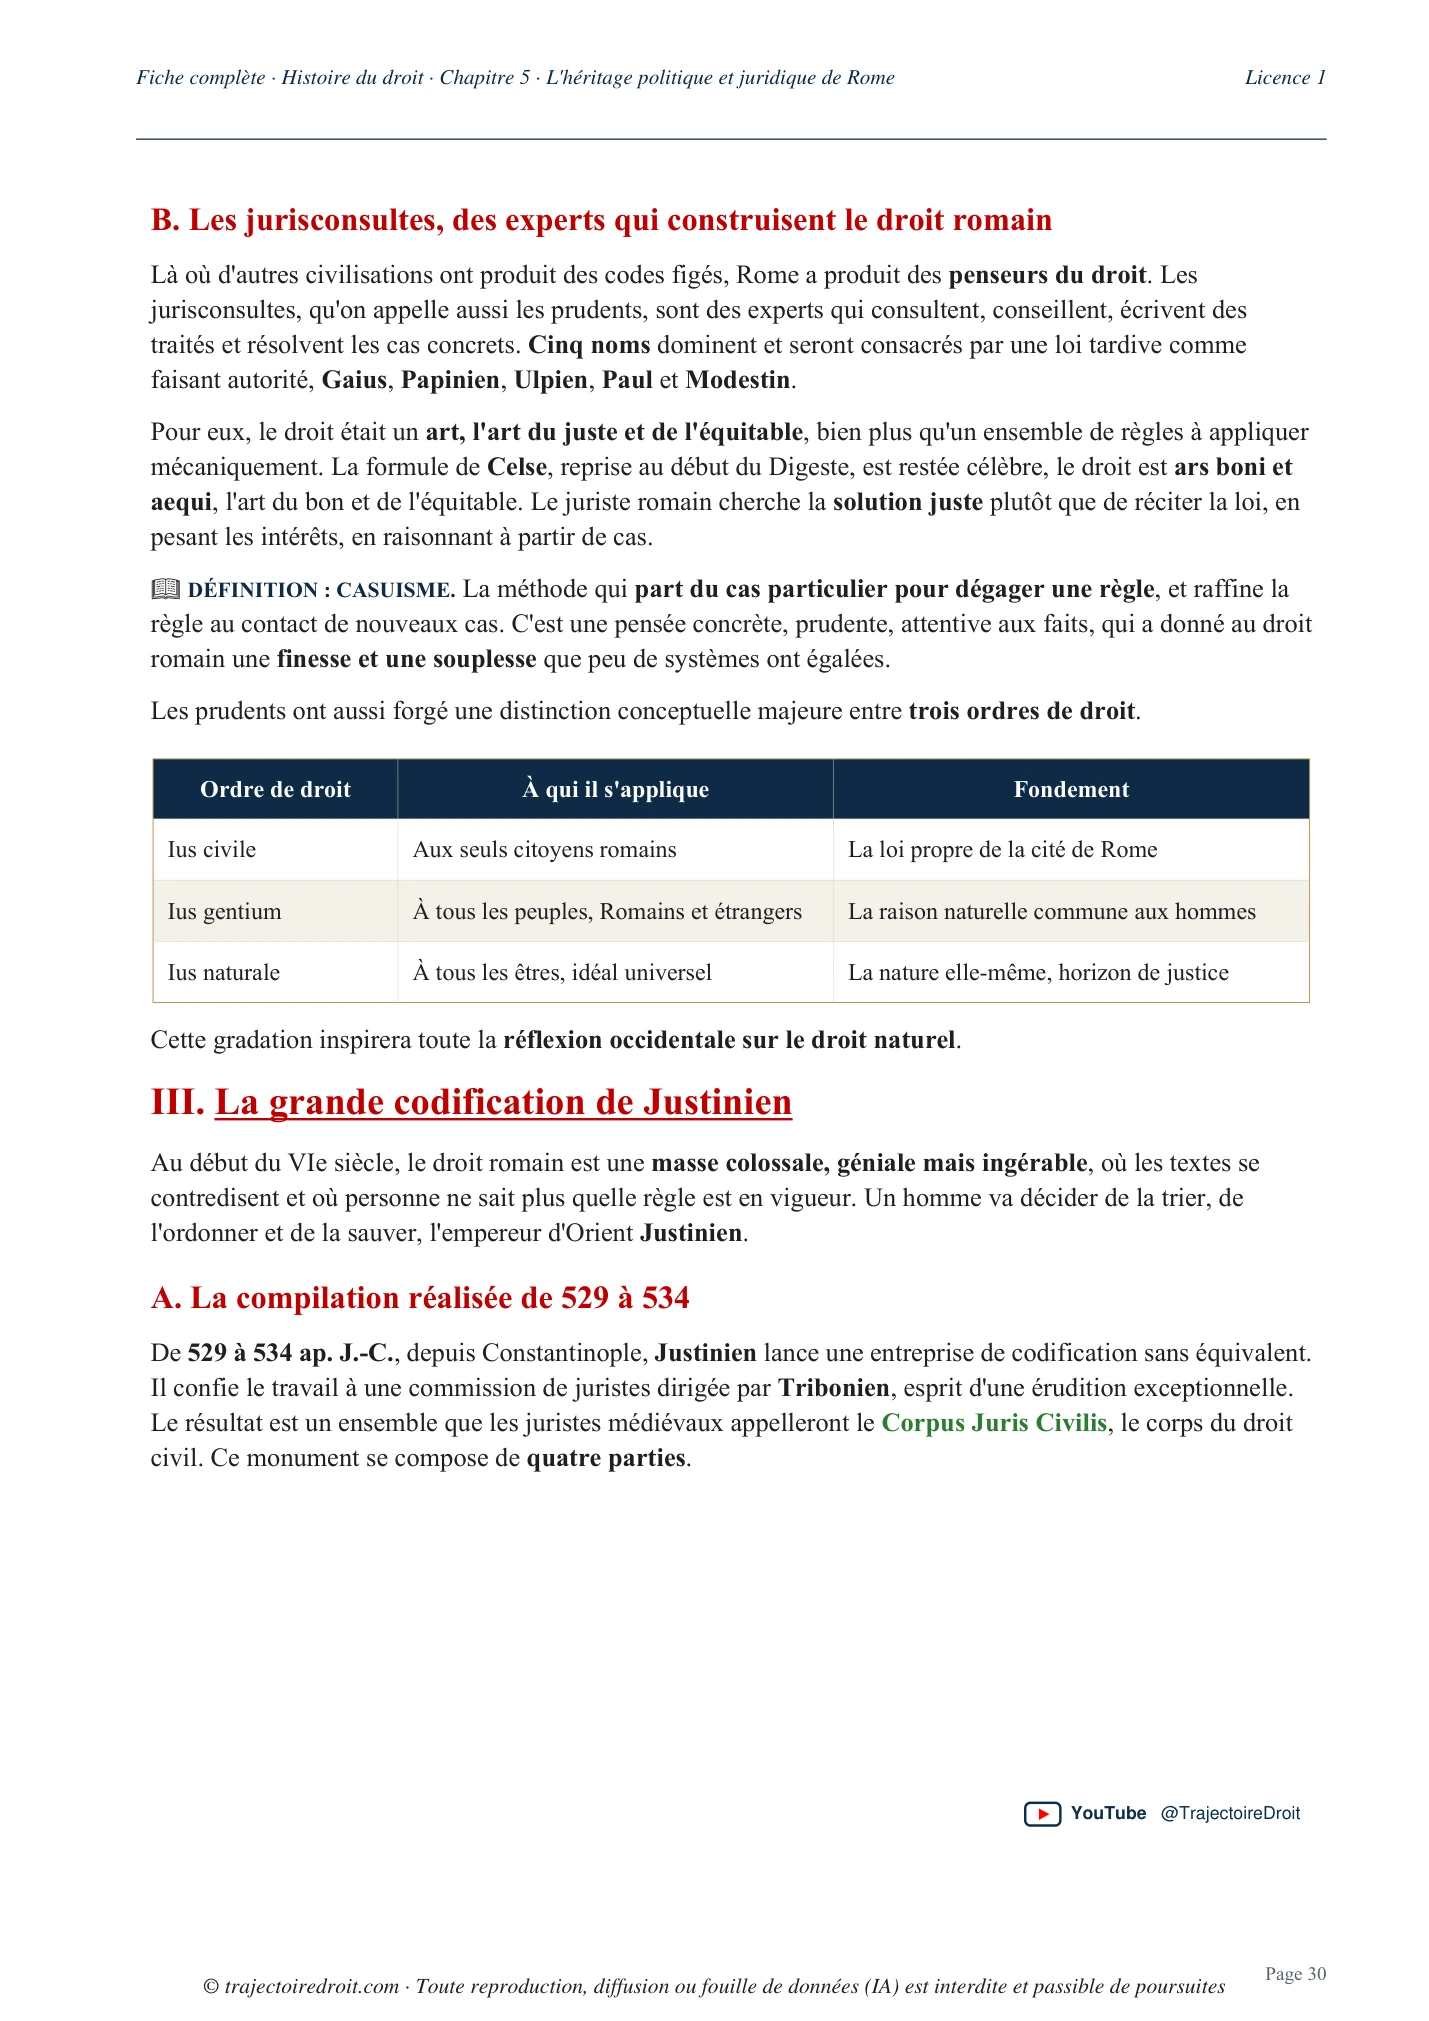 Fiche complète · Histoire du droit · Chapitre 5 · L'héritage politique et juridique de Rome
Licence 1
B. Les jurisconsultes, des experts qui construisent le droit romain
Là où d'autres civilisations ont produit des codes figés, Rome a produit des penseurs du droit. Les
jurisconsultes, qu'on appelle aussi les prudents, sont des experts qui consultent, conseillent, écrivent des
traités et résolvent les cas concrets. Cinq noms dominent et seront consacrés par une loi tardive comme
faisant autorité, Gaius, Papinien, Ulpien, Paul et Modestin.
Pour eux, le droit était un art, l'art du juste et de l'équitable, bien plus qu'un ensemble de règles à appliquer
mécaniquement. La formule de Celse, reprise au début du Digeste, est restée célèbre, le droit est ars boni et
aequi, l'art du bon et de l'équitable. Le juriste romain cherche la solution juste plutôt que de réciter la loi, en
pesant les intérêts, en raisonnant à partir de cas.
DÉFINITION : CASUISME. La méthode qui part du cas particulier pour dégager une règle, et raffine la
règle au contact de nouveaux cas. C'est une pensée concrète, prudente, attentive aux faits, qui a donné au droit
romain une finesse et une souplesse que peu de systèmes ont égalées.
Les prudents ont aussi forgé une distinction conceptuelle majeure entre trois ordres de droit.
Ordre de droit À qui il s'applique Fondement
Ius civile Aux seuls citoyens romains La loi propre de la cité de Rome
Ius gentium À tous les peuples, Romains et étrangers La raison naturelle commune aux hommes
Ius naturale À tous les êtres, idéal universel La nature elle-même, horizon de justice
Cette gradation inspirera toute la réflexion occidentale sur le droit naturel.
III. La grande codification de Justinien
Au début du VIe siècle, le droit romain est une masse colossale, géniale mais ingérable, où les textes se
contredisent et où personne ne sait plus quelle règle est en vigueur. Un homme va décider de la trier, de
l'ordonner et de la sauver, l'empereur d'Orient Justinien.
A. La compilation réalisée de 529 à 534
De 529 à 534 ap. J.-C., depuis Constantinople, Justinien lance une entreprise de codification sans équivalent.
Il confie le travail à une commission de juristes dirigée par Tribonien, esprit d'une érudition exceptionnelle.
Le résultat est un ensemble que les juristes médiévaux appelleront le Corpus Juris Civilis, le corps du droit
civil. Ce monument se compose de quatre parties.
YouTube @TrajectoireDroit
© trajectoiredroit.com · Toute reproduction, diffusion ou fouille de données (IA) est interdite et passible de poursuites
Page 30